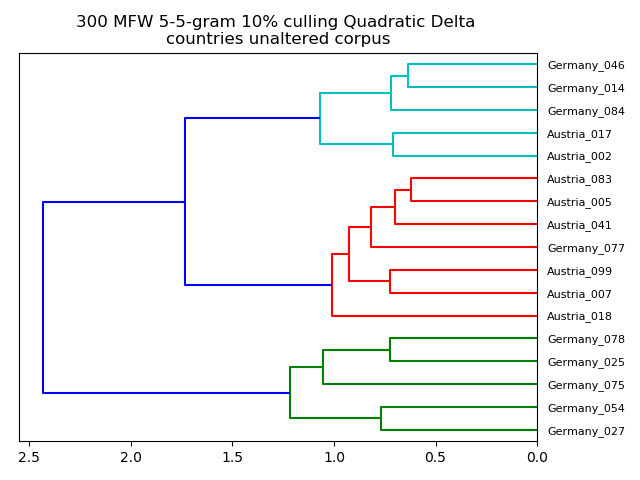 300 MFW 5-5-gram 10% culling Quadratic Delta
countries unaltered corpus
Germany_046
Germany_014
Germany_084
Austria_017
Austria_002
Austria_083
Austria_005
Austria_041
Germany_077
Austria_099
Austria_007
Austria_018
Germany_078
Germany_025
Germany_075
Germany_054
Germany_027
2.5 2.0 1.5 1.0 0.5 0.0